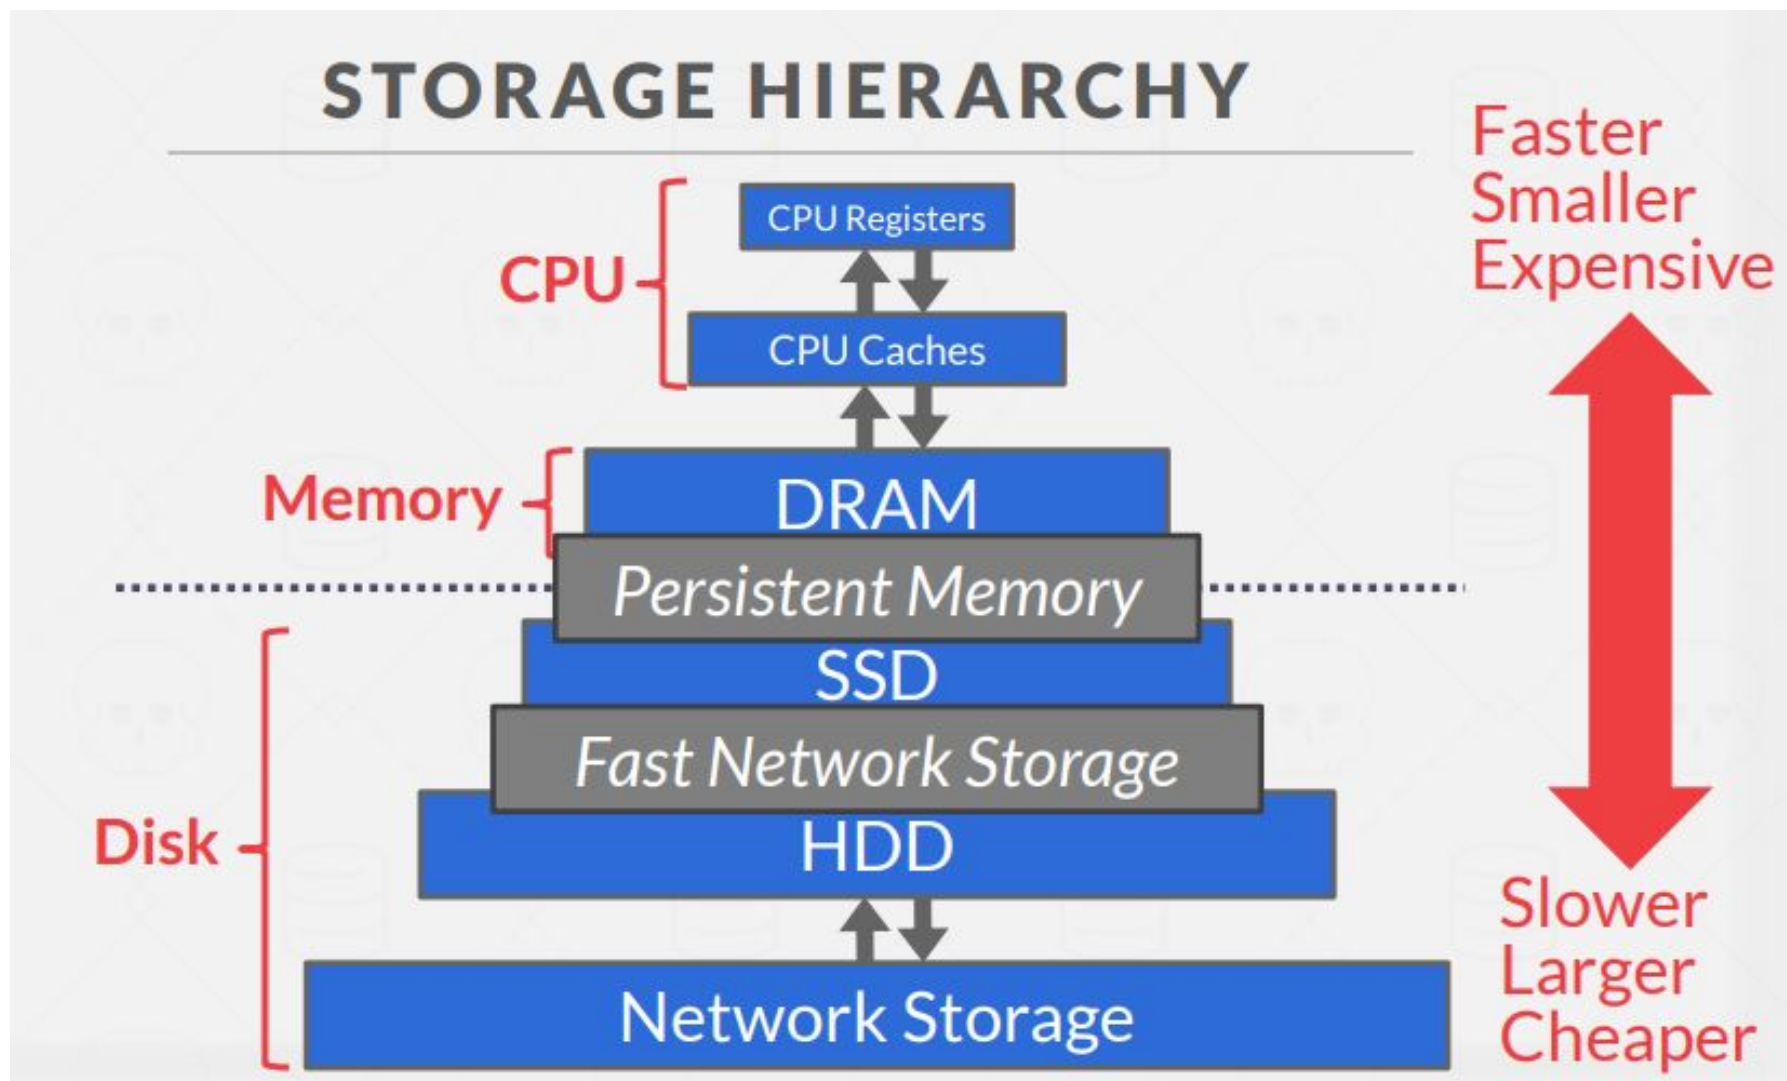 STORAGE HIERARCHY
Faster
Smaller
Expensive
CPU Registers
CPU
CPU Caches
Memory
DRAM
Persistent Memory
SSD
Fast Network Storage
Disk
HDD
Network Storage
Slower
Larger
Cheaper